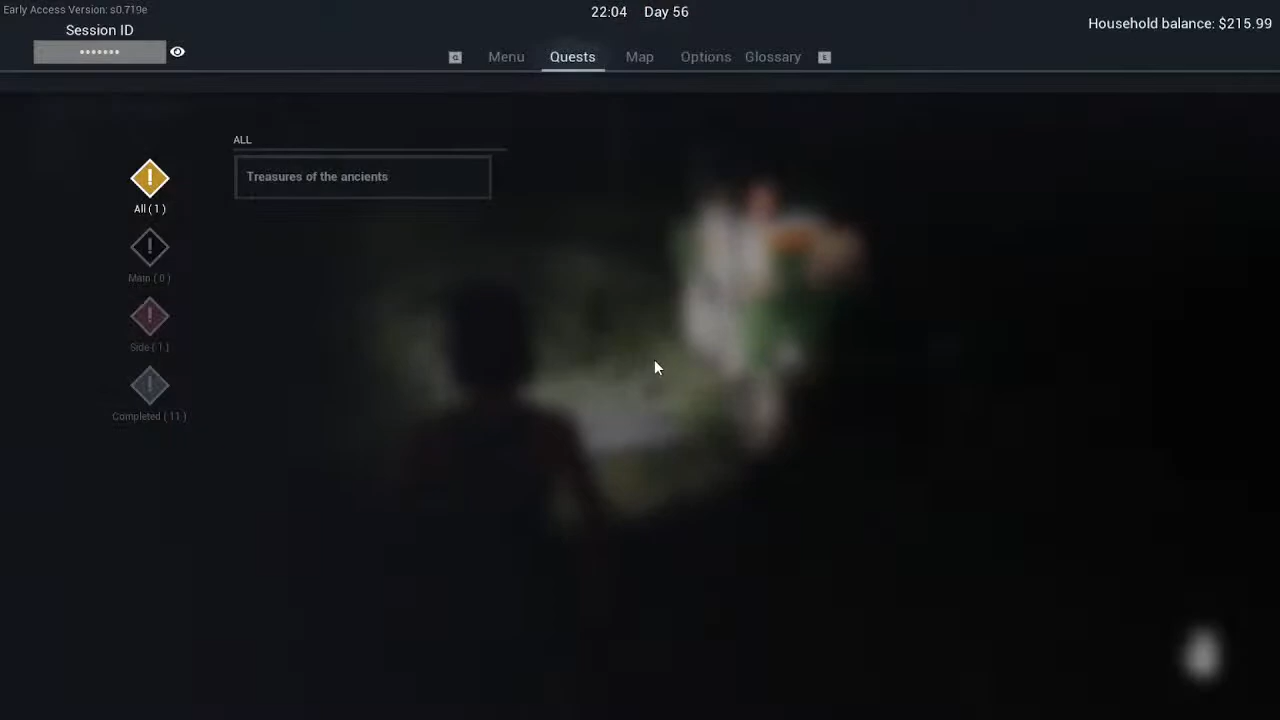 Early Access Version: s0.719e
22:04 Day 56
Household balance: $215.99
Session ID
•••••••
Q Menu Quests Map Options Glossary E
ALL
Treasures of the ancients
All ( 1 )
Main ( 0 )
Side ( 1 )
Completed ( 11 )